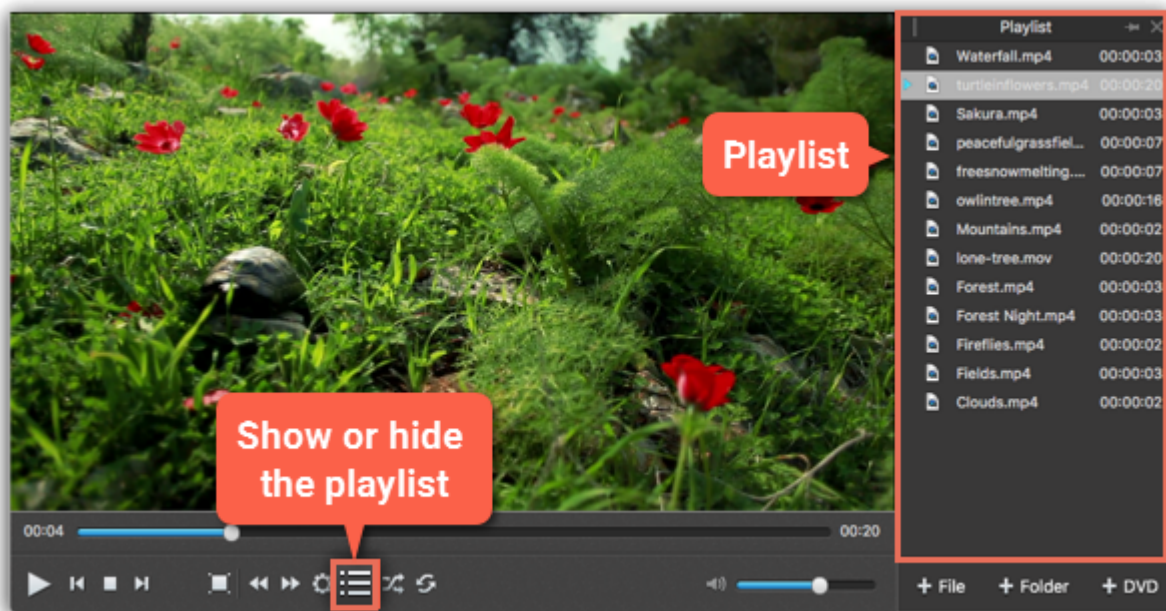 Playlist
Waterfall.mp4 00:00:03
turtleinflowers.mp4 00:00:20
Sakura.mp4 00:00:03
peacefulgrassfiel... 00:00:07
freesnowmelting.... 00:00:07
owlintree.mp4 00:00:16
Mountains.mp4 00:00:02
lone-tree.mov 00:00:20
Forest.mp4 00:00:03
Forest Night.mp4 00:00:03
Fireflies.mp4 00:00:02
Fields.mp4 00:00:03
Clouds.mp4 00:00:02
Playlist
Show or hide
the playlist
00:04 00:20
+ File + Folder + DVD